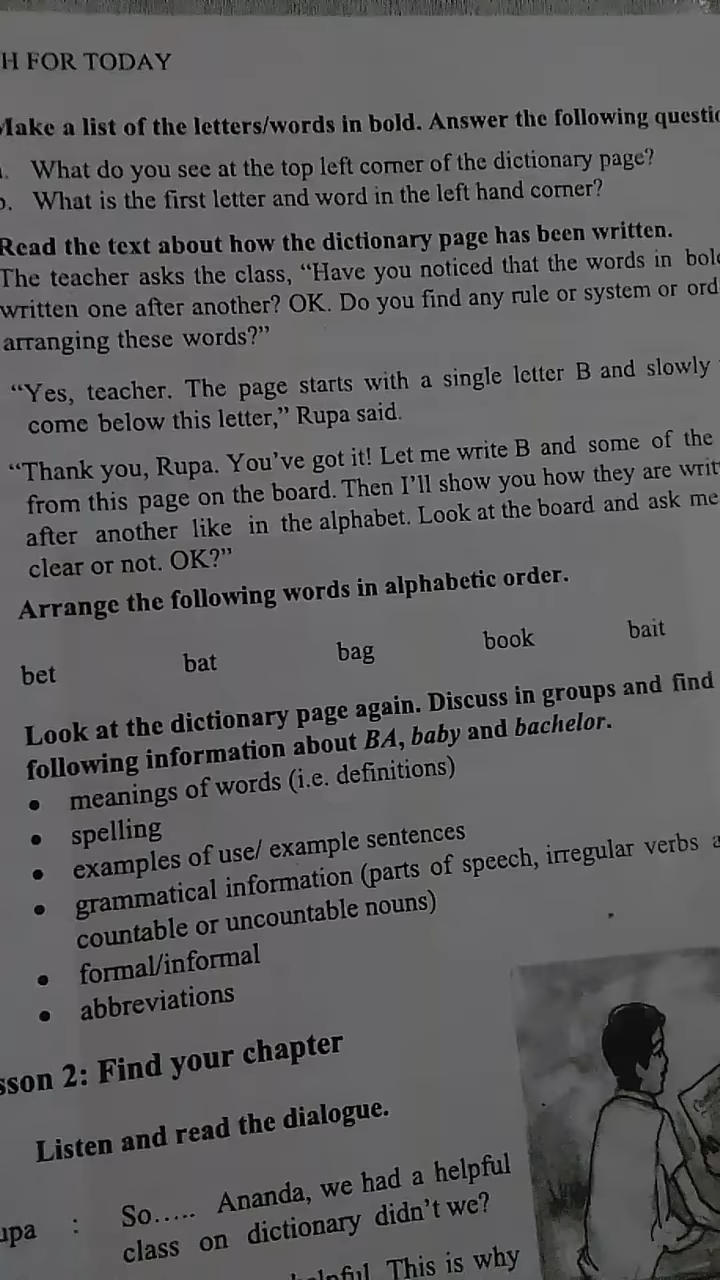 H FOR TODAY
Make a list of the letters/words in bold. Answer the following
What do you see at the top left corner of the dictionary page?
What is the first letter and word in the left hand corner?
Read the text about how the dictionary page has been written.
The teacher asks the class, “Have you noticed that the words in
written one after another? OK. Do you find any rule or system or
arranging these words?”
“Yes, teacher. The page starts with a single letter B and slowly
come below this letter,” Rupa said.
“Thank you, Rupa. You’ve got it! Let me write B and some of the
from this page on the board. Then I’ll show you how they are
after another like in the alphabet. Look at the board and ask me
clear or not. OK?”
Arrange the following words in alphabetic order.
bet bat bag book bait
Look at the dictionary page again. Discuss in groups and find
following information about BA, baby and bachelor.
• meanings of words (i.e. definitions)
• spelling
• examples of use/ example sentences
• grammatical information (parts of speech, irregular verbs
countable or uncountable nouns)
• formal/informal
• abbreviations
sson 2: Find your chapter
Listen and read the dialogue.
upa : So..... Ananda, we had a helpful
class on dictionary didn’t we?
This is why